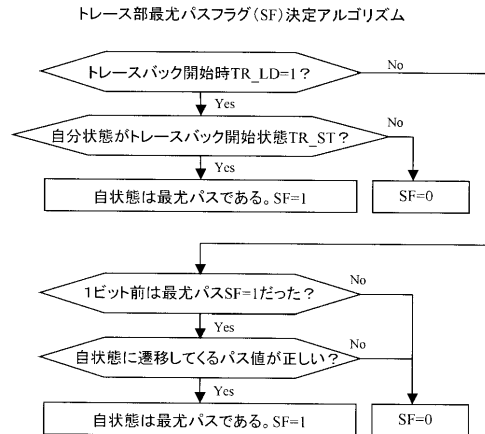 トレース部最尤パスフラグ(SF)決定アルゴリズム
トレースバック開始時TR_LD=1？
No
Yes
自分状態がトレースバック開始状態TR_ST？
No
Yes
自状態は最尤パスである。SF=1
SF=0
1ビット前は最尤パスSF=1だった？
No
Yes
自状態に遷移してくるパス値が正しい？
No
Yes
自状態は最尤パスである。SF=1
SF=0